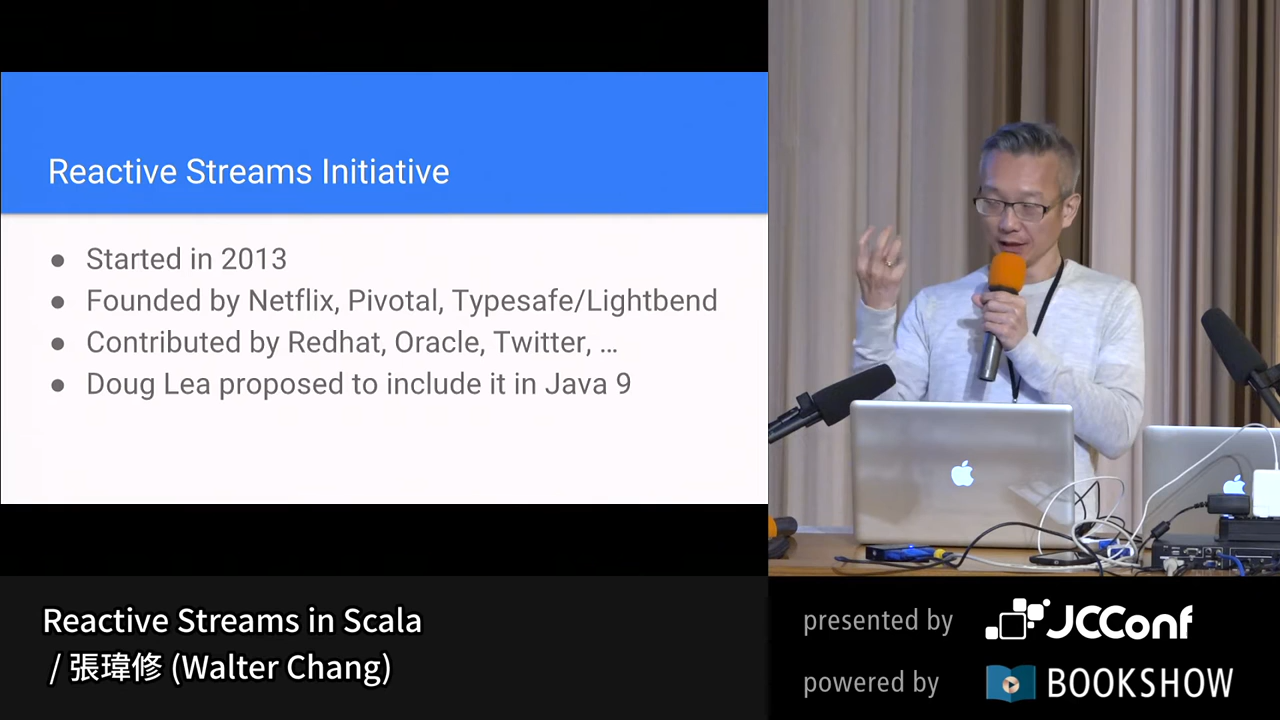 Reactive Streams Initiative
● Started in 2013
● Founded by Netflix, Pivotal, Typesafe/Lightbend
● Contributed by Redhat, Oracle, Twitter, ...
● Doug Lea proposed to include it in Java 9
Reactive Streams in Scala
/ 張瑋修 (Walter Chang)
presented by JCConf
powered by BOOKSHOW